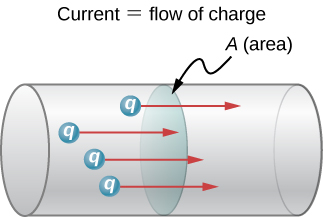 Current = flow of charge
A (area)
q
q
q
q